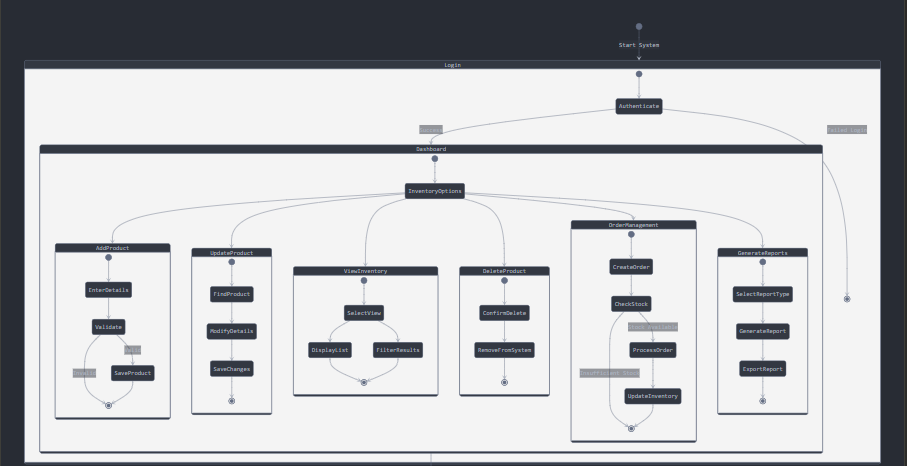 Start System
Login
Authenticate
Success
Failed Login
Dashboard
InventoryOptions
AddProduct
EnterDetails
Validate
Valid
Invalid
SaveProduct
UpdateProduct
FindProduct
ModifyDetails
SaveChanges
ViewInventory
SelectView
DisplayList
FilterResults
DeleteProduct
ConfirmDelete
RemoveFromSystem
OrderManagement
CreateOrder
CheckStock
Stock Available
ProcessOrder
Insufficient Stock
UpdateInventory
GenerateReports
SelectReportType
GenerateReport
ExportReport